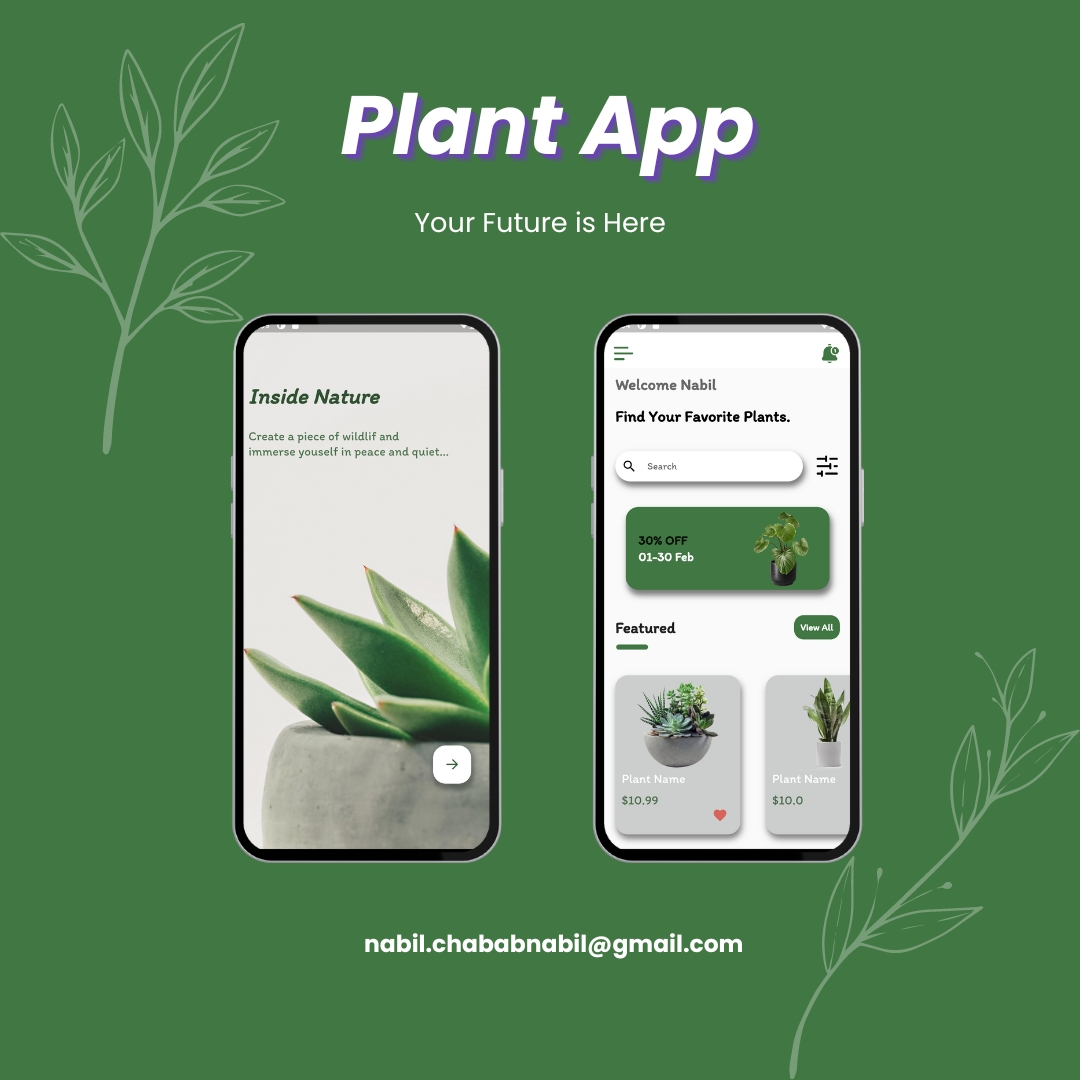 Plant App
Your Future is Here
Inside Nature
Create a piece of wildlif and
immerse youself in peace and quiet...
Welcome Nabil
Find Your Favorite Plants.
Search
30% OFF
01-30 Feb
Featured
View All
Plant Name
$10.99
Plant Name
$10.0
nabil.chababnabil@gmail.com